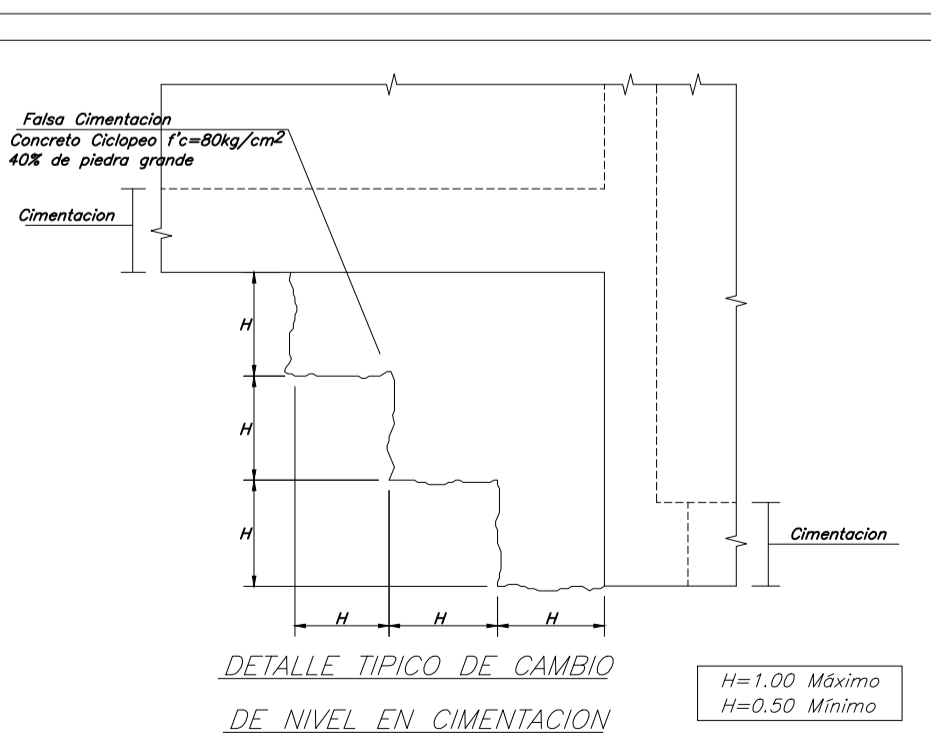 Falsa Cimentacion
Concreto Ciclopeo f'c=80kg/cm2
40% de piedra grande
Cimentacion
H
H
H
Cimentacion
H
H
H
DETALLE TIPICO DE CAMBIO
DE NIVEL EN CIMENTACION
H=1.00 Máximo
H=0.50 Mínimo